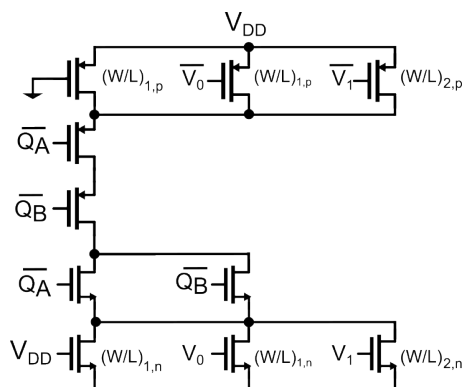 V_DD
(W/L)_1,p V̅_0̅ (W/L)_1,p V̅_1̅ (W/L)_2,p
Q̅_A̅
Q̅_B̅
Q̅_A̅ Q̅_B̅
V_DD (W/L)_1,n V_0 (W/L)_1,n V_1 (W/L)_2,n